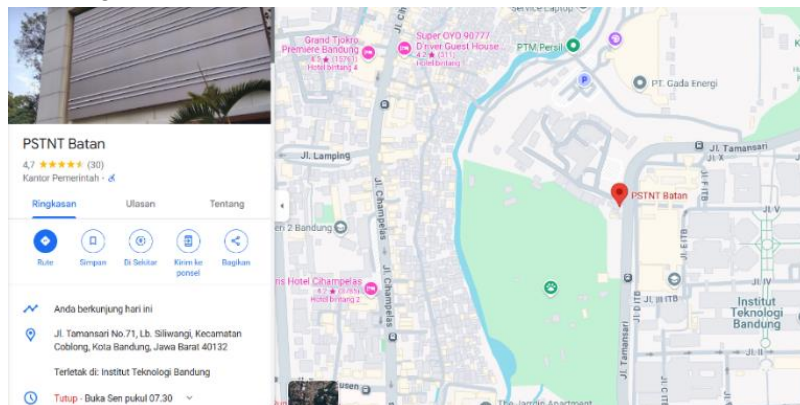 PSTNT Batan
4,7 (30)
Kantor Pemerintah
Ringkasan Ulasan Tentang
Rute Simpan Di Sekitar Kirim ke ponsel Bagikan
Anda berkunjung hari ini
Jl. Tamansari No.71, Lb. Siliwangi, Kecamatan
Coblong, Kota Bandung, Jawa Barat 40132
Terletak di: Institut Teknologi Bandung
Tutup · Buka Sen pukul 07.30
Service Laptop
Grand Tjokro
Premiere Bandung
Hotel bintang 4
Super OYO 90777
D'river Guest House
4.2 (311)
Hotel bintang
PTM Persil
PT. Gada Energi
Jl. Lamping
Jl. Cihampelas
Jl. Tamansari
Jl. X
PSTNT Batan
Jl. V
2 Bandung
Hotel Cihampelas
Hotel bintang 2
Jl. Cihampelas
Jl. IV
Jl. III ITB
Institut
Teknologi
Bandung
Jl. Tamansari
Jl. II